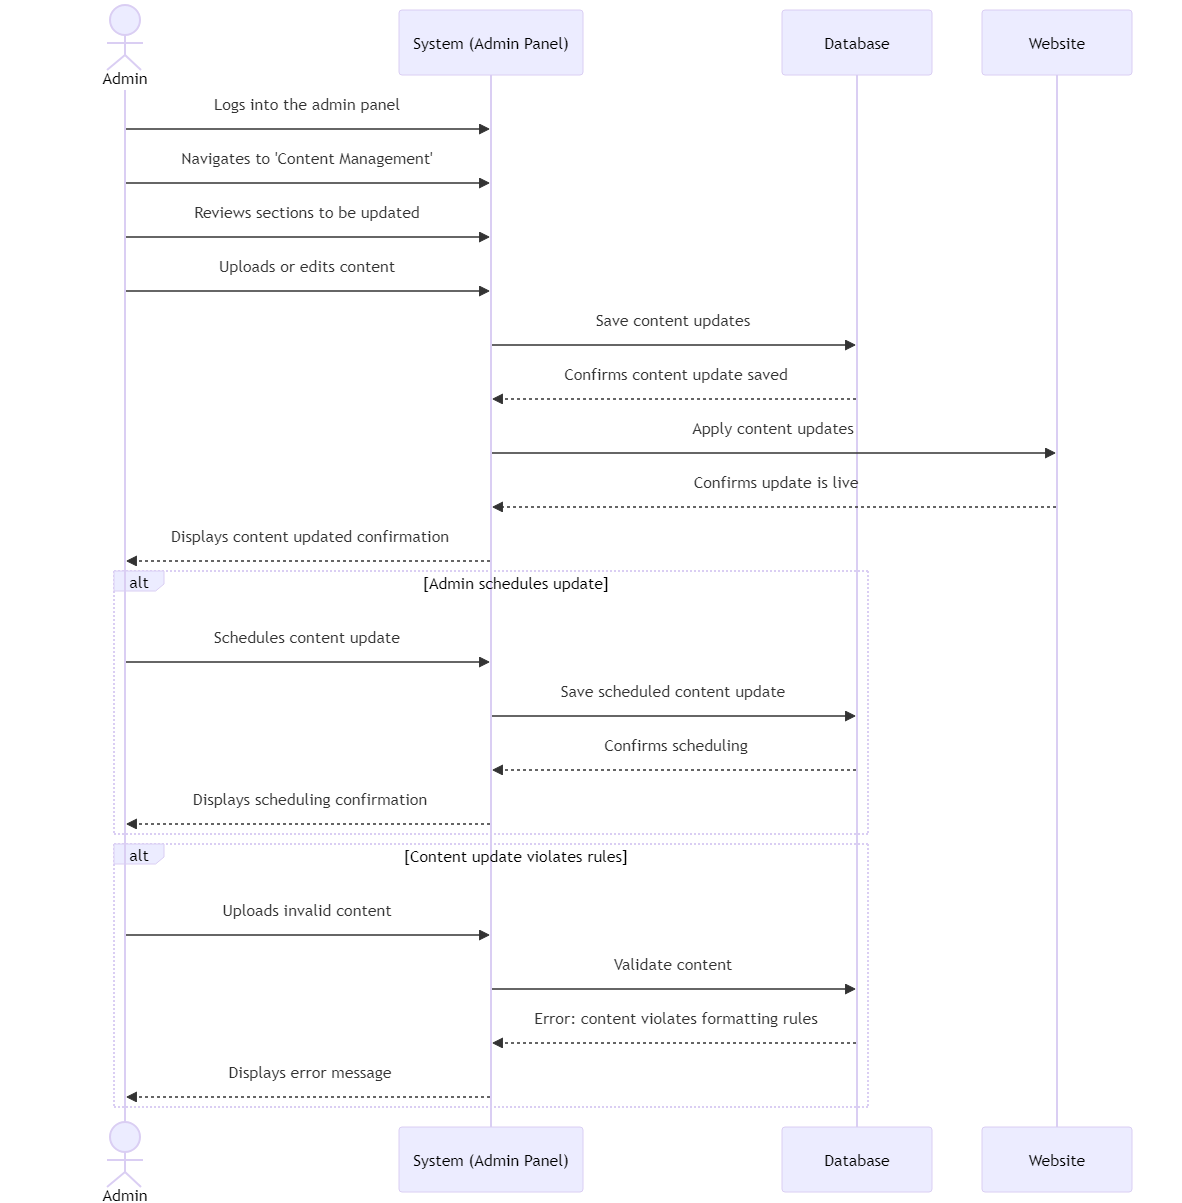 Admin
System (Admin Panel)
Database
Website
Logs into the admin panel
Navigates to 'Content Management'
Reviews sections to be updated
Uploads or edits content
Save content updates
Confirms content update saved
Apply content updates
Confirms update is live
Displays content updated confirmation
alt
[Admin schedules update]
Schedules content update
Save scheduled content update
Confirms scheduling
Displays scheduling confirmation
alt
[Content update violates rules]
Uploads invalid content
Validate content
Error: content violates formatting rules
Displays error message
Admin
System (Admin Panel)
Database
Website